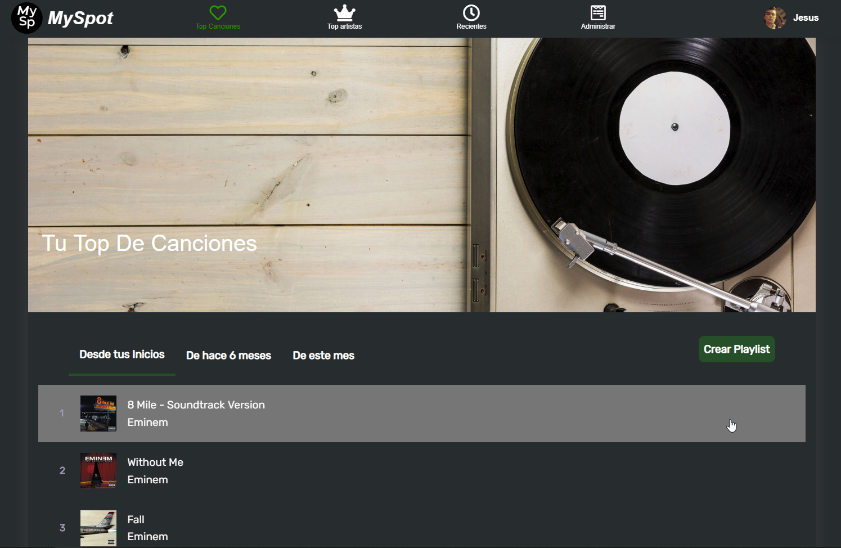 My
Sp
MySpot
Top Canciones
Top artistas
Recientes
Administrar
Jesus
Tu Top De Canciones
Desde tus Inicios
De hace 6 meses
De este mes
Crear Playlist
1
8 Mile - Soundtrack Version
Eminem
2
EMINEM
Without Me
Eminem
3
Fall
Eminem